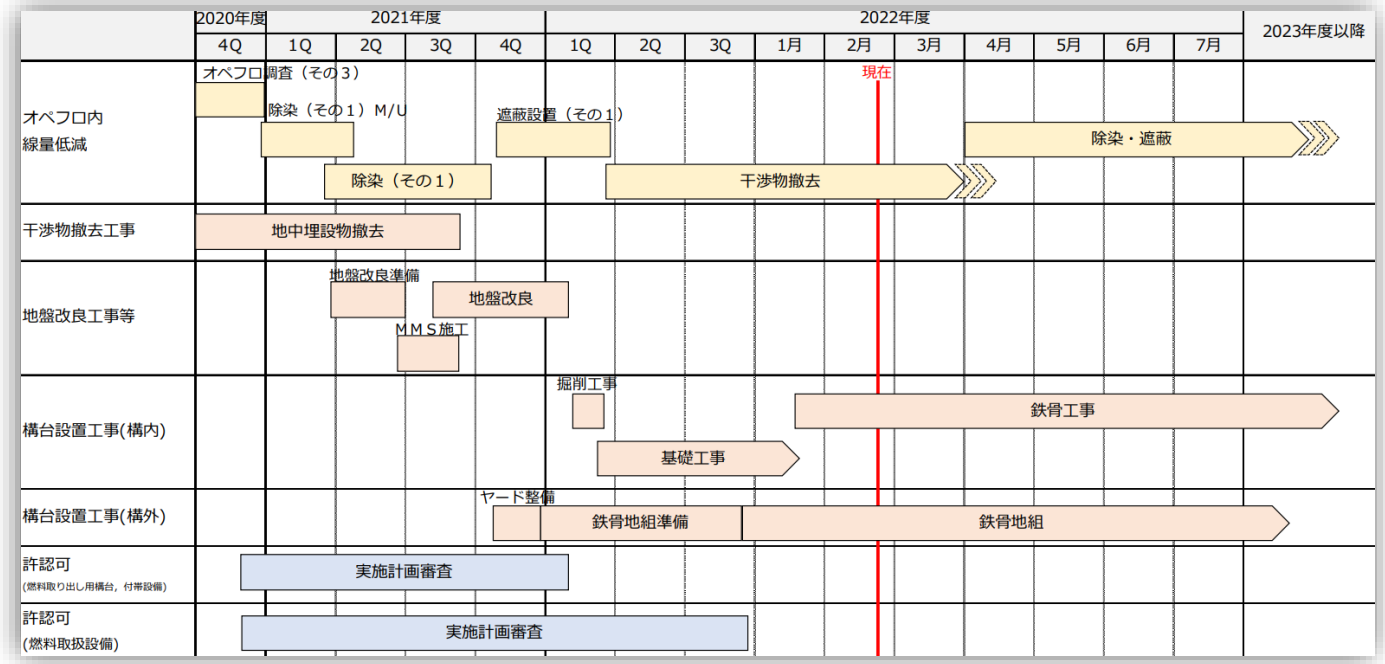 2020年度 2021年度 2022年度 2023年度以降
4Q 1Q 2Q 3Q 4Q 1Q 2Q 3Q 1月 2月 3月 4月 5月 6月 7月
現在
オペフロ内
線量低減
オペフロ調査（その３）
除染（その１）Ｍ/Ｕ
遮蔽設置（その１）
除染・遮蔽
除染（その１）
干渉物撤去
干渉物撤去工事
地中埋設物撤去
地盤改良工事等
地盤改良準備
地盤改良
ＭＭＳ施工
構台設置工事(構内)
掘削工事
鉄骨工事
基礎工事
構台設置工事(構外)
ヤード整備
鉄骨地組準備
鉄骨地組
許認可
(燃料取り出し用構台，付帯設備)
実施計画審査
許認可
(燃料取扱設備)
実施計画審査